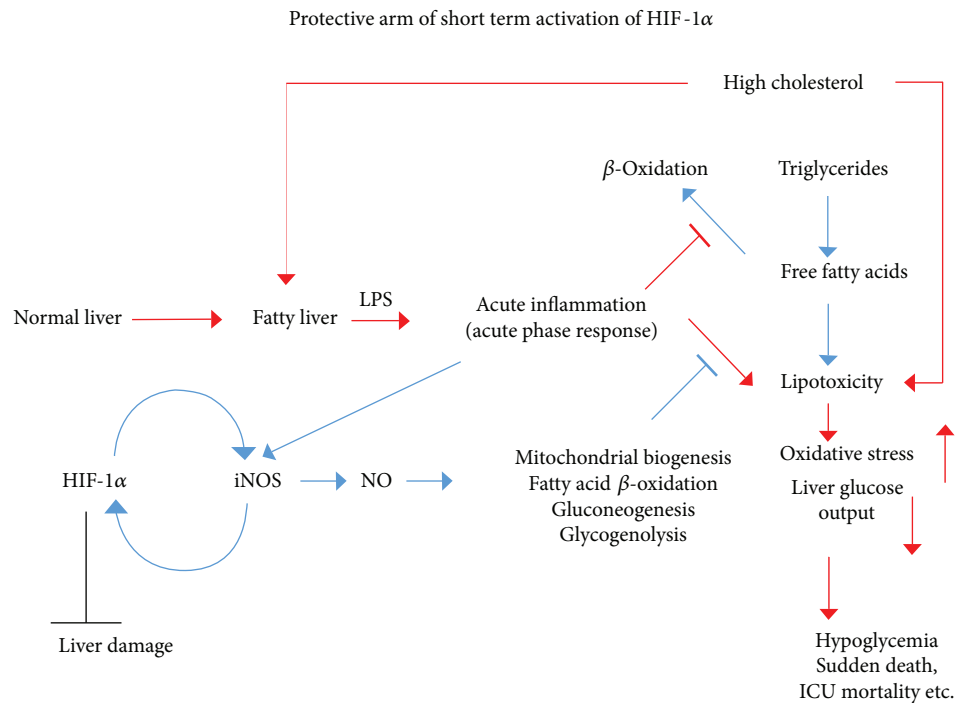 Protective arm of short term activation of HIF-1α
High cholesterol
β-Oxidation
Triglycerides
Free fatty acids
LPS
Normal liver
Fatty liver
Acute inflammation
(acute phase response)
Lipotoxicity
HIF-1α
iNOS
NO
Mitochondrial biogenesis
Fatty acid β-oxidation
Gluconeogenesis
Glycogenolysis
Oxidative stress
Liver glucose
output
Liver damage
Hypoglycemia
Sudden death,
ICU mortality etc.